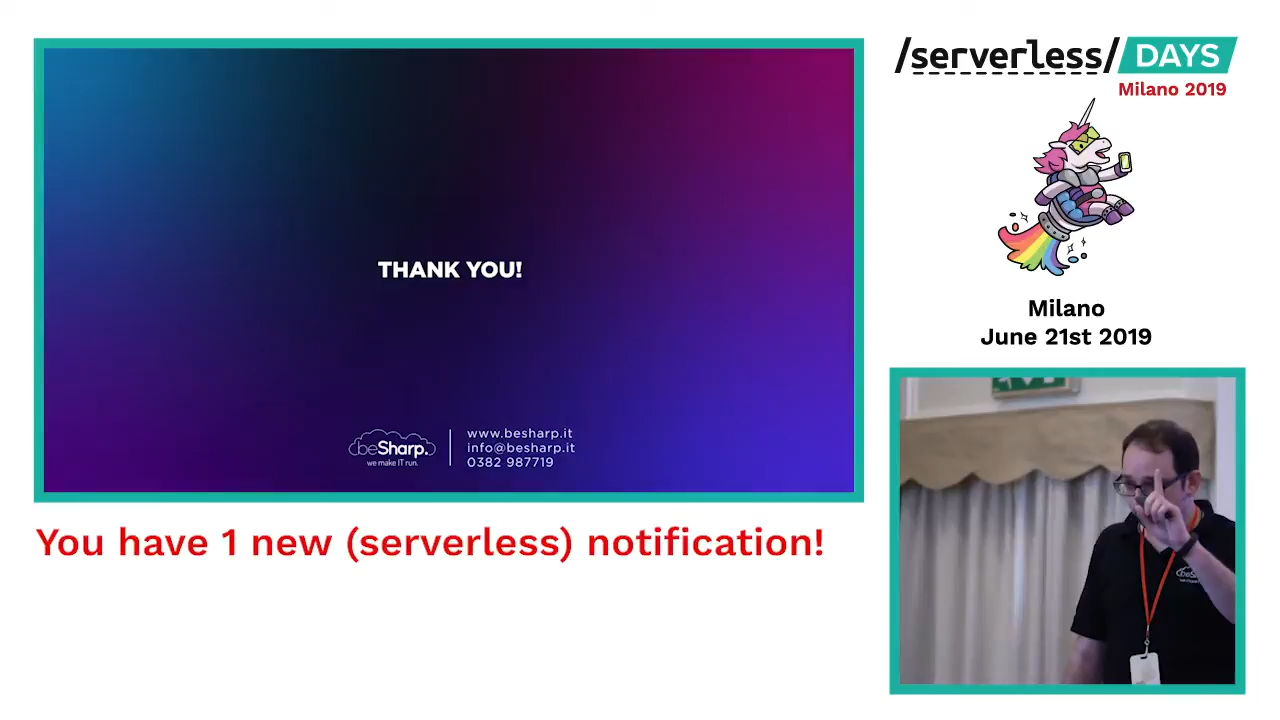 /serverless/ DAYS
Milano 2019
THANK YOU!
beSharp.
we make IT run.
www.besharp.it
info@besharp.it
0382 987719
Milano
June 21st 2019
You have 1 new (serverless) notification!